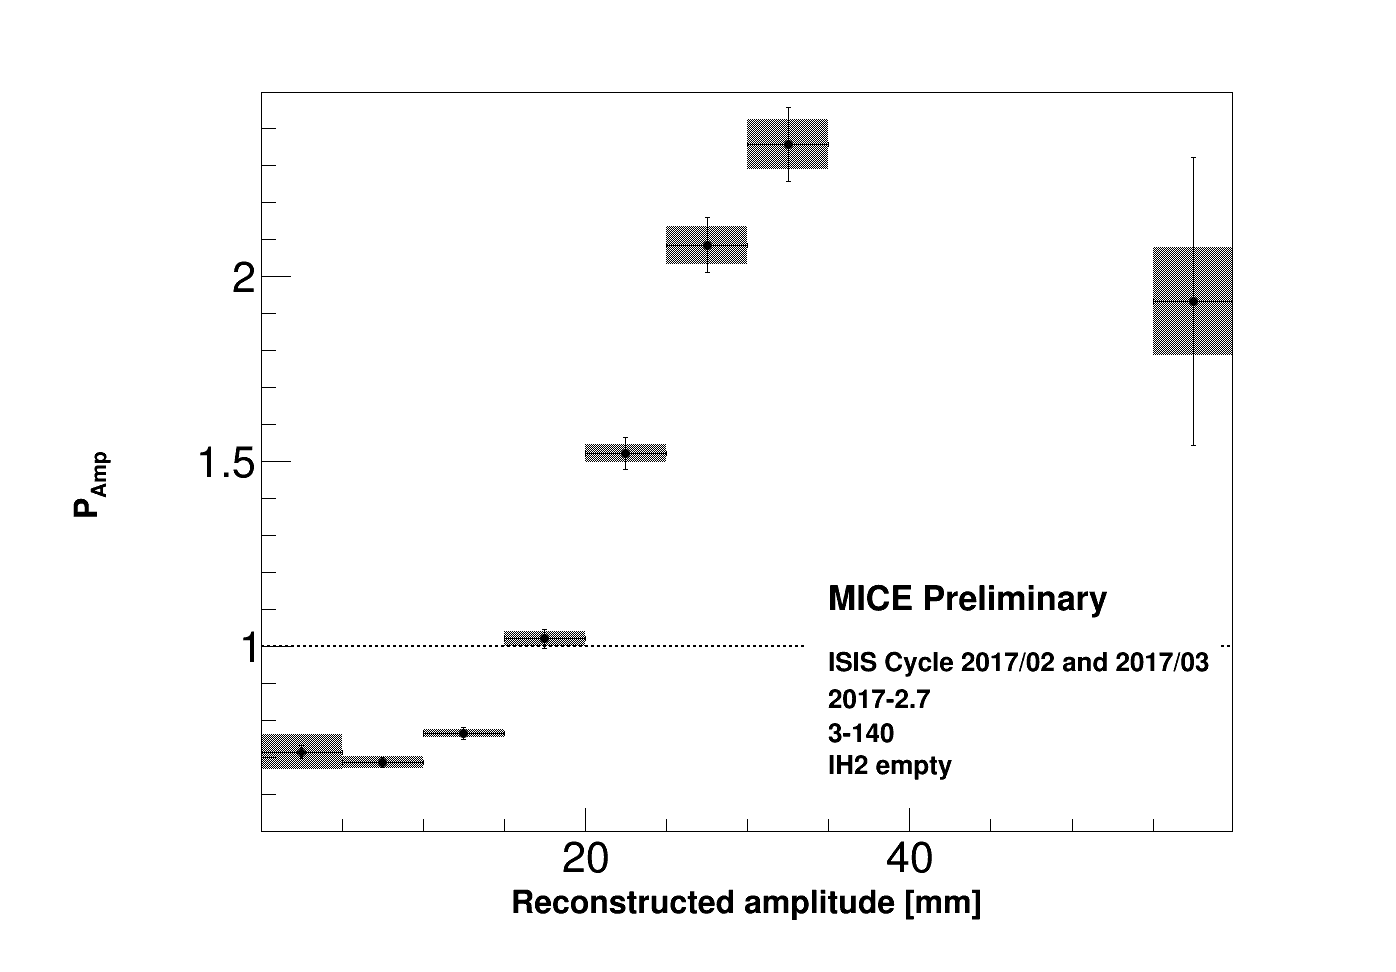 2
1.5
P_Amp
1
MICE Preliminary
ISIS Cycle 2017/02 and 2017/03
2017-2.7
3-140
IH2 empty
20 40
Reconstructed amplitude [mm]